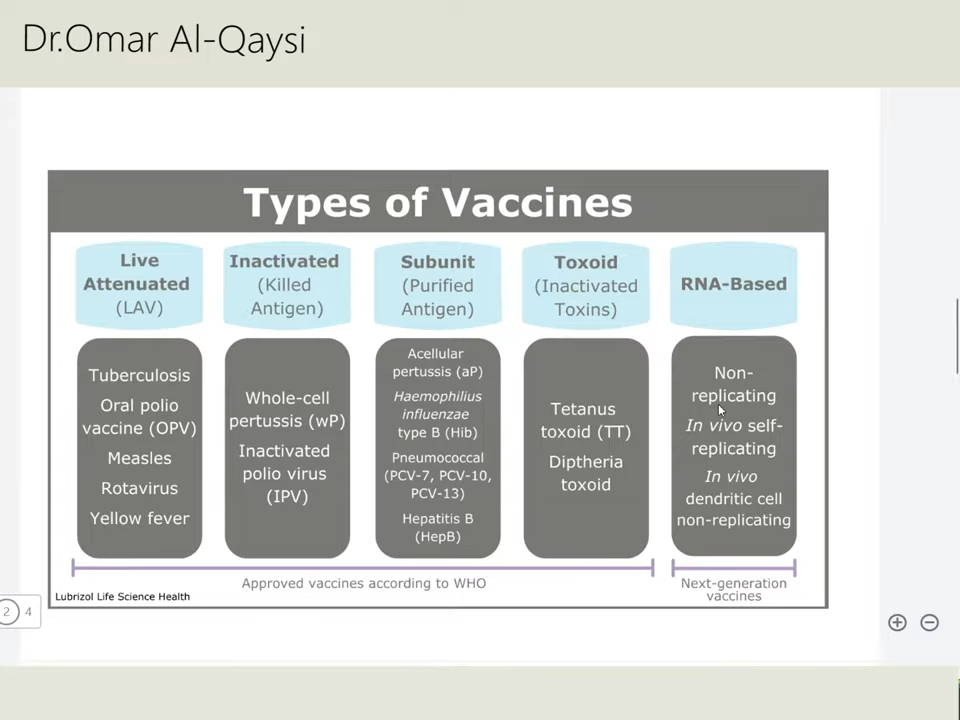 Dr.Omar Al-Qaysi
Types of Vaccines
Live
Attenuated
(LAV)
Tuberculosis
Oral polio
vaccine (OPV)
Measles
Rotavirus
Yellow fever
Inactivated
(Killed
Antigen)
Whole-cell
pertussis (wP)
Inactivated
polio virus
(IPV)
Subunit
(Purified
Antigen)
Acellular
pertussis (aP)
Haemophilius
influenzae
type B (Hib)
Pneumococcal
(PCV-7, PCV-10,
PCV-13)
Hepatitis B
(HepB)
Toxoid
(Inactivated
Toxins)
Tetanus
toxoid (TT)
Diptheria
toxoid
RNA-Based
Non-
replicating
In vivo self-
replicating
In vivo
dendritic cell
non-replicating
Approved vaccines according to WHO
Next-generation
vaccines
Lubrizol Life Science Health
2 4